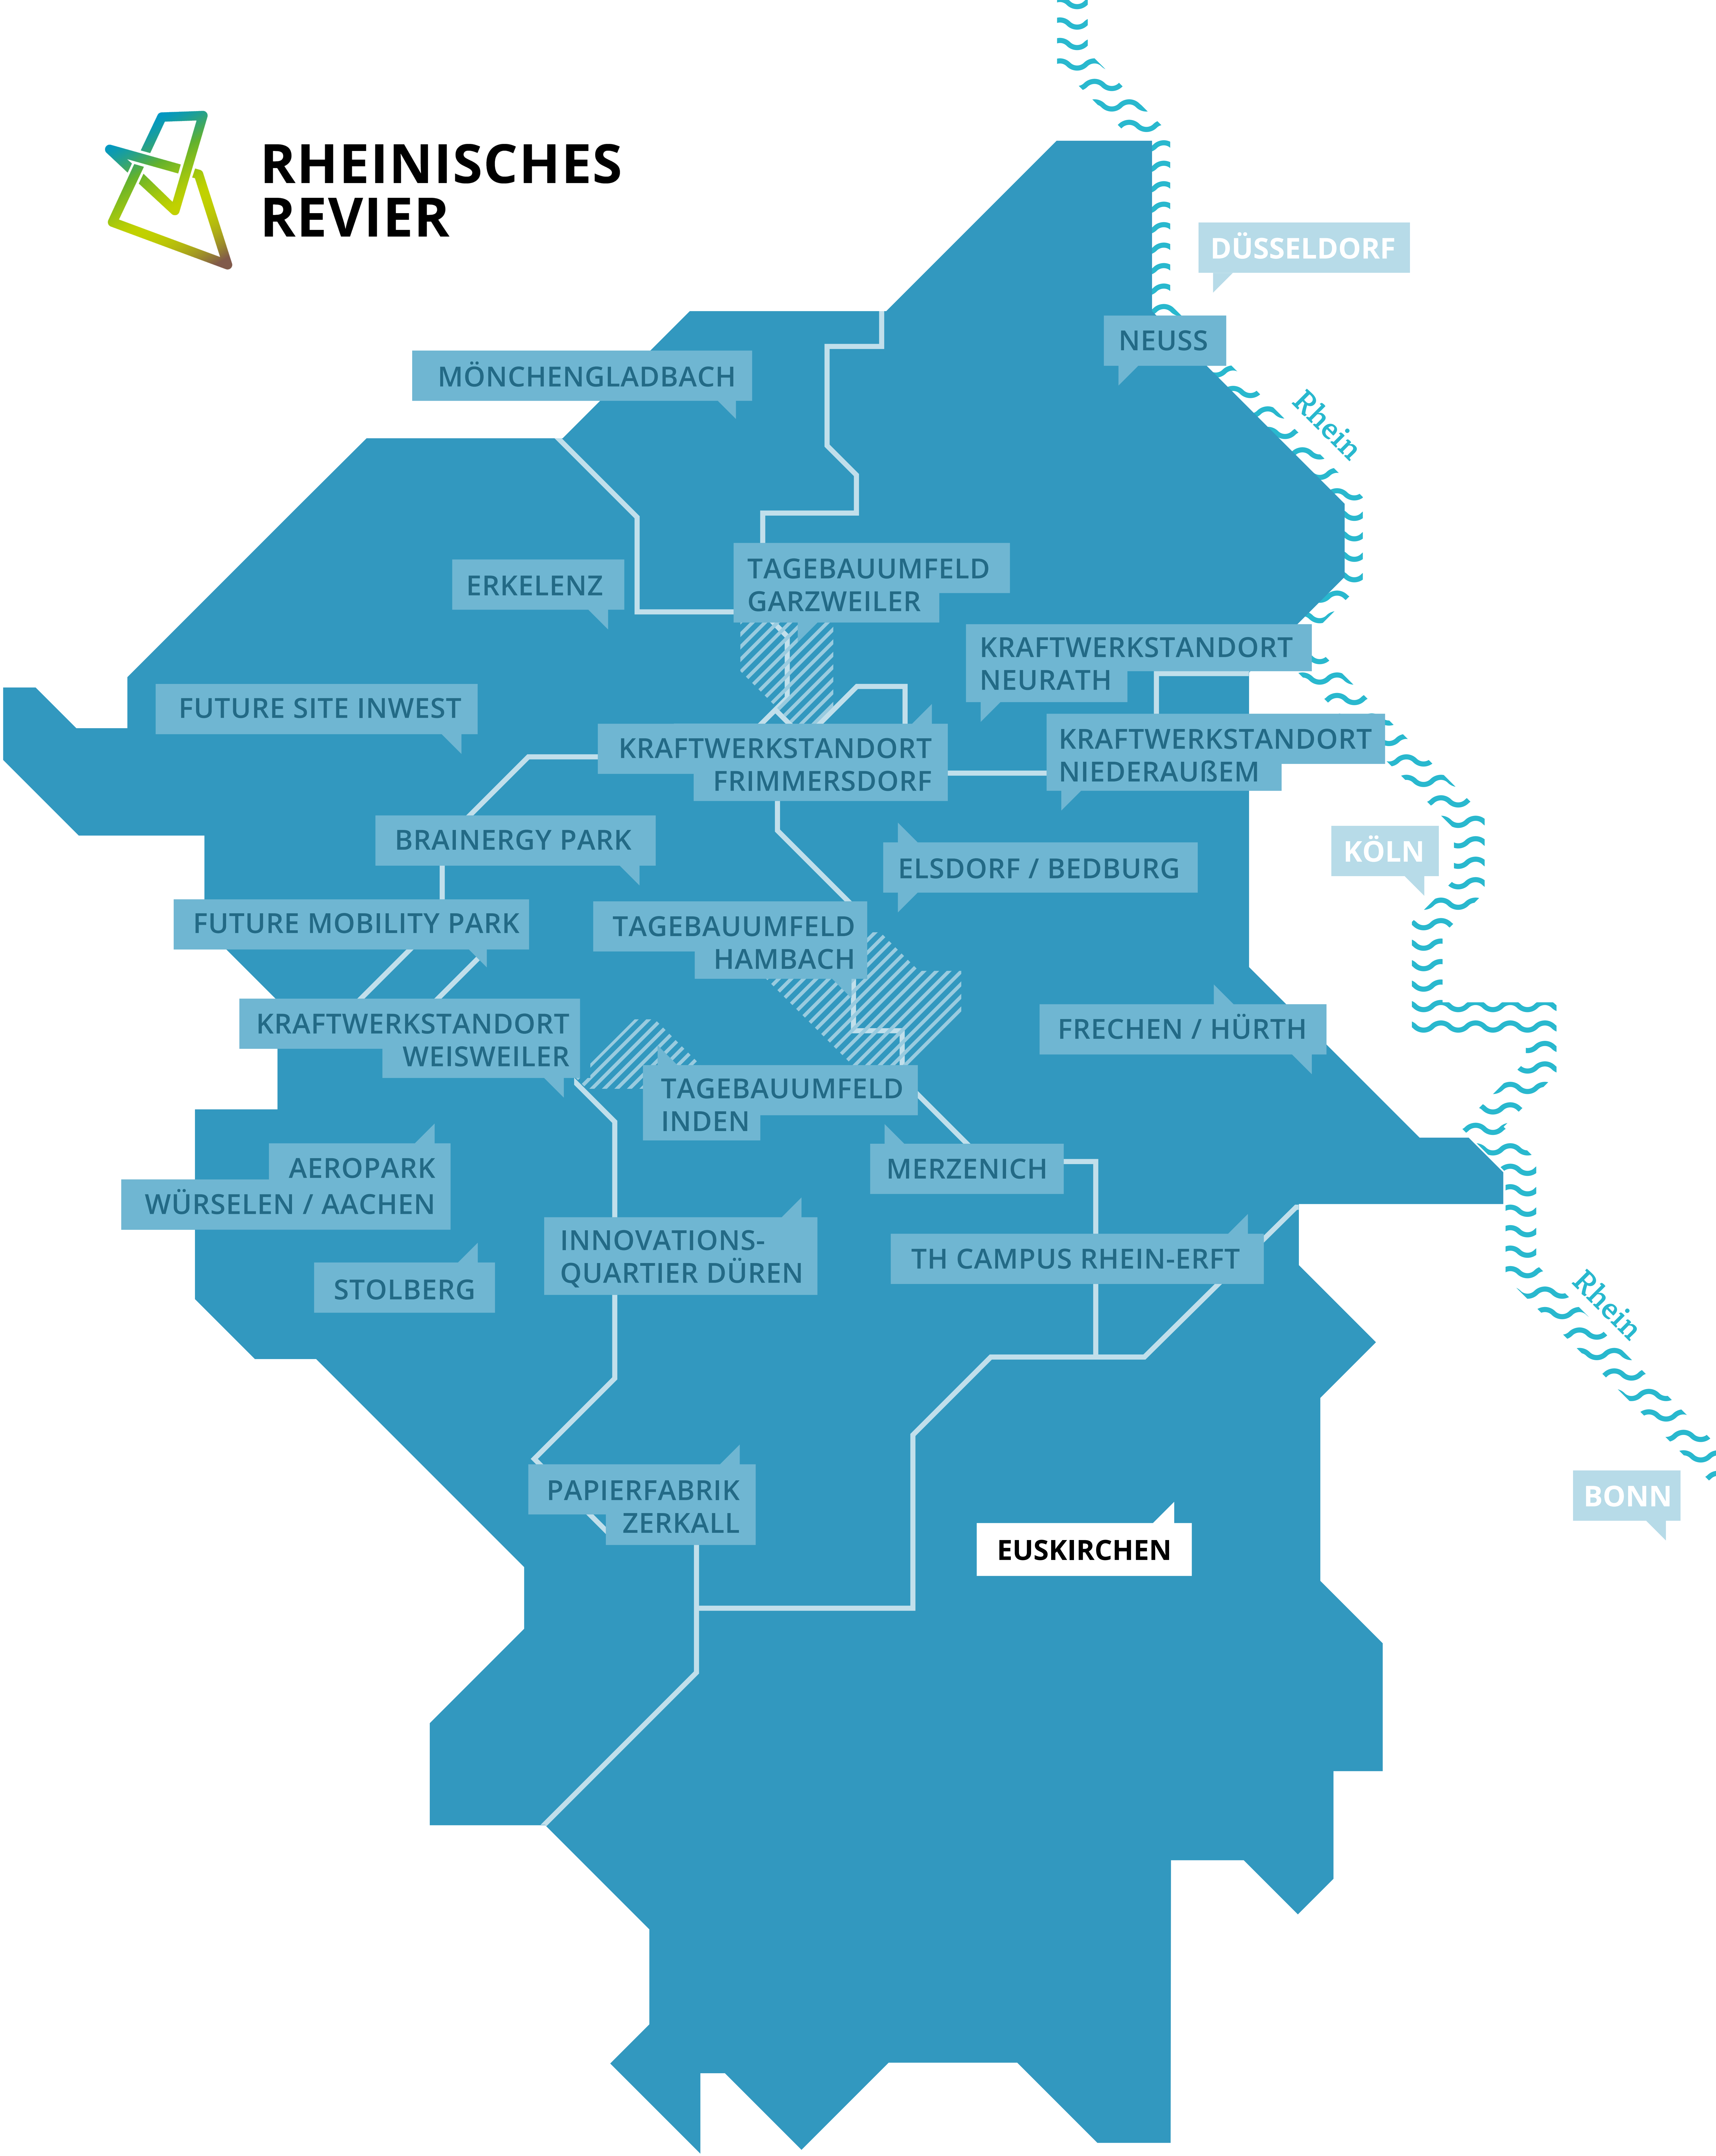 RHEINISCHES
REVIER
DÜSSELDORF
NEUSS
MÖNCHENGLADBACH
Rhein
ERKELENZ
TAGEBAUUMFELD
GARZWEILER
KRAFTWERKSTANDORT
NEURATH
FUTURE SITE INWEST
KRAFTWERKSTANDORT
FRIMMERSDORF
KRAFTWERKSTANDORT
NIEDERAUßEM
BRAINERGY PARK
ELSDORF / BEDBURG
KÖLN
FUTURE MOBILITY PARK
TAGEBAUUMFELD
HAMBACH
KRAFTWERKSTANDORT
WEISWEILER
FRECHEN / HÜRTH
TAGEBAUUMFELD
INDEN
AEROPARK
WÜRSELEN / AACHEN
MERZENICH
INNOVATIONS-
QUARTIER DÜREN
TH CAMPUS RHEIN-ERFT
STOLBERG
Rhein
PAPIERFABRIK
ZERKALL
BONN
EUSKIRCHEN